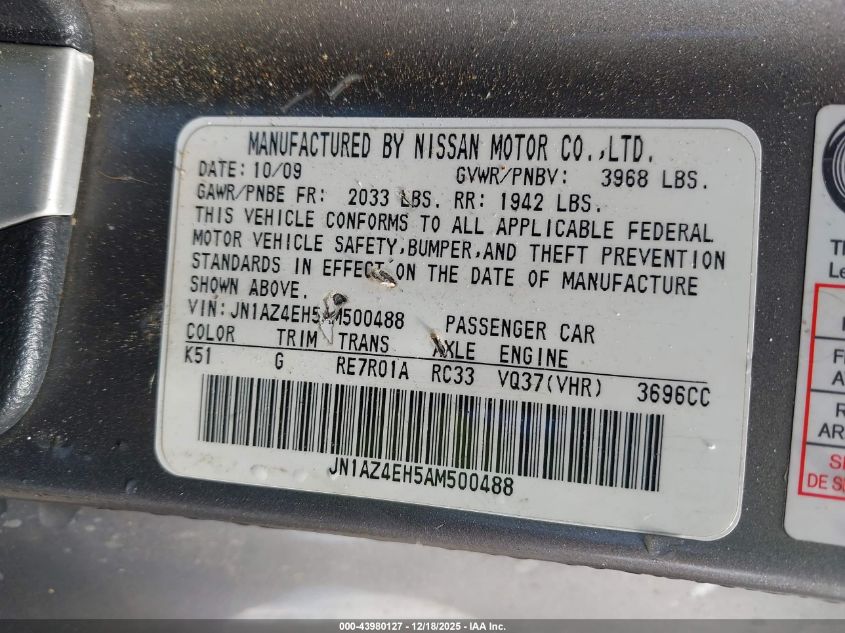 MANUFACTURED BY NISSAN MOTOR CO.,LTD.
DATE: 10/09 GVWR/PNBV: 3968 LBS.
GAWR/PNBE FR: 2033 LBS. RR: 1942 LBS.
THIS VEHICLE CONFORMS TO ALL APPLICABLE FEDERAL
MOTOR VEHICLE SAFETY,BUMPER,AND THEFT PREVENTION
STANDARDS IN EFFECT ON THE DATE OF MANUFACTURE
SHOWN ABOVE.
VIN: JN1AZ4EH5AM500488 PASSENGER CAR
COLOR TRIM TRANS AXLE ENGINE
K51 G RE7R01A RC33 VQ37(VHR) 3696CC
JN1AZ4EH5AM500488
AR
DE
000-43980127 - 12/18/2025 - IAA Inc.